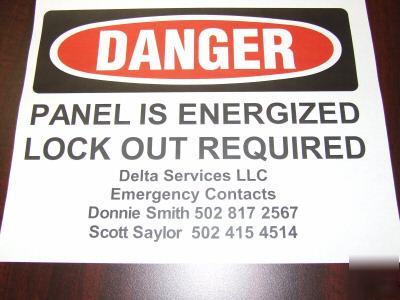 DANGER
PANEL IS ENERGIZED
LOCK OUT REQUIRED
Delta Services LLC
Emergency Contacts
Donnie Smith 502 817 2567
Scott Saylor 502 415 4514